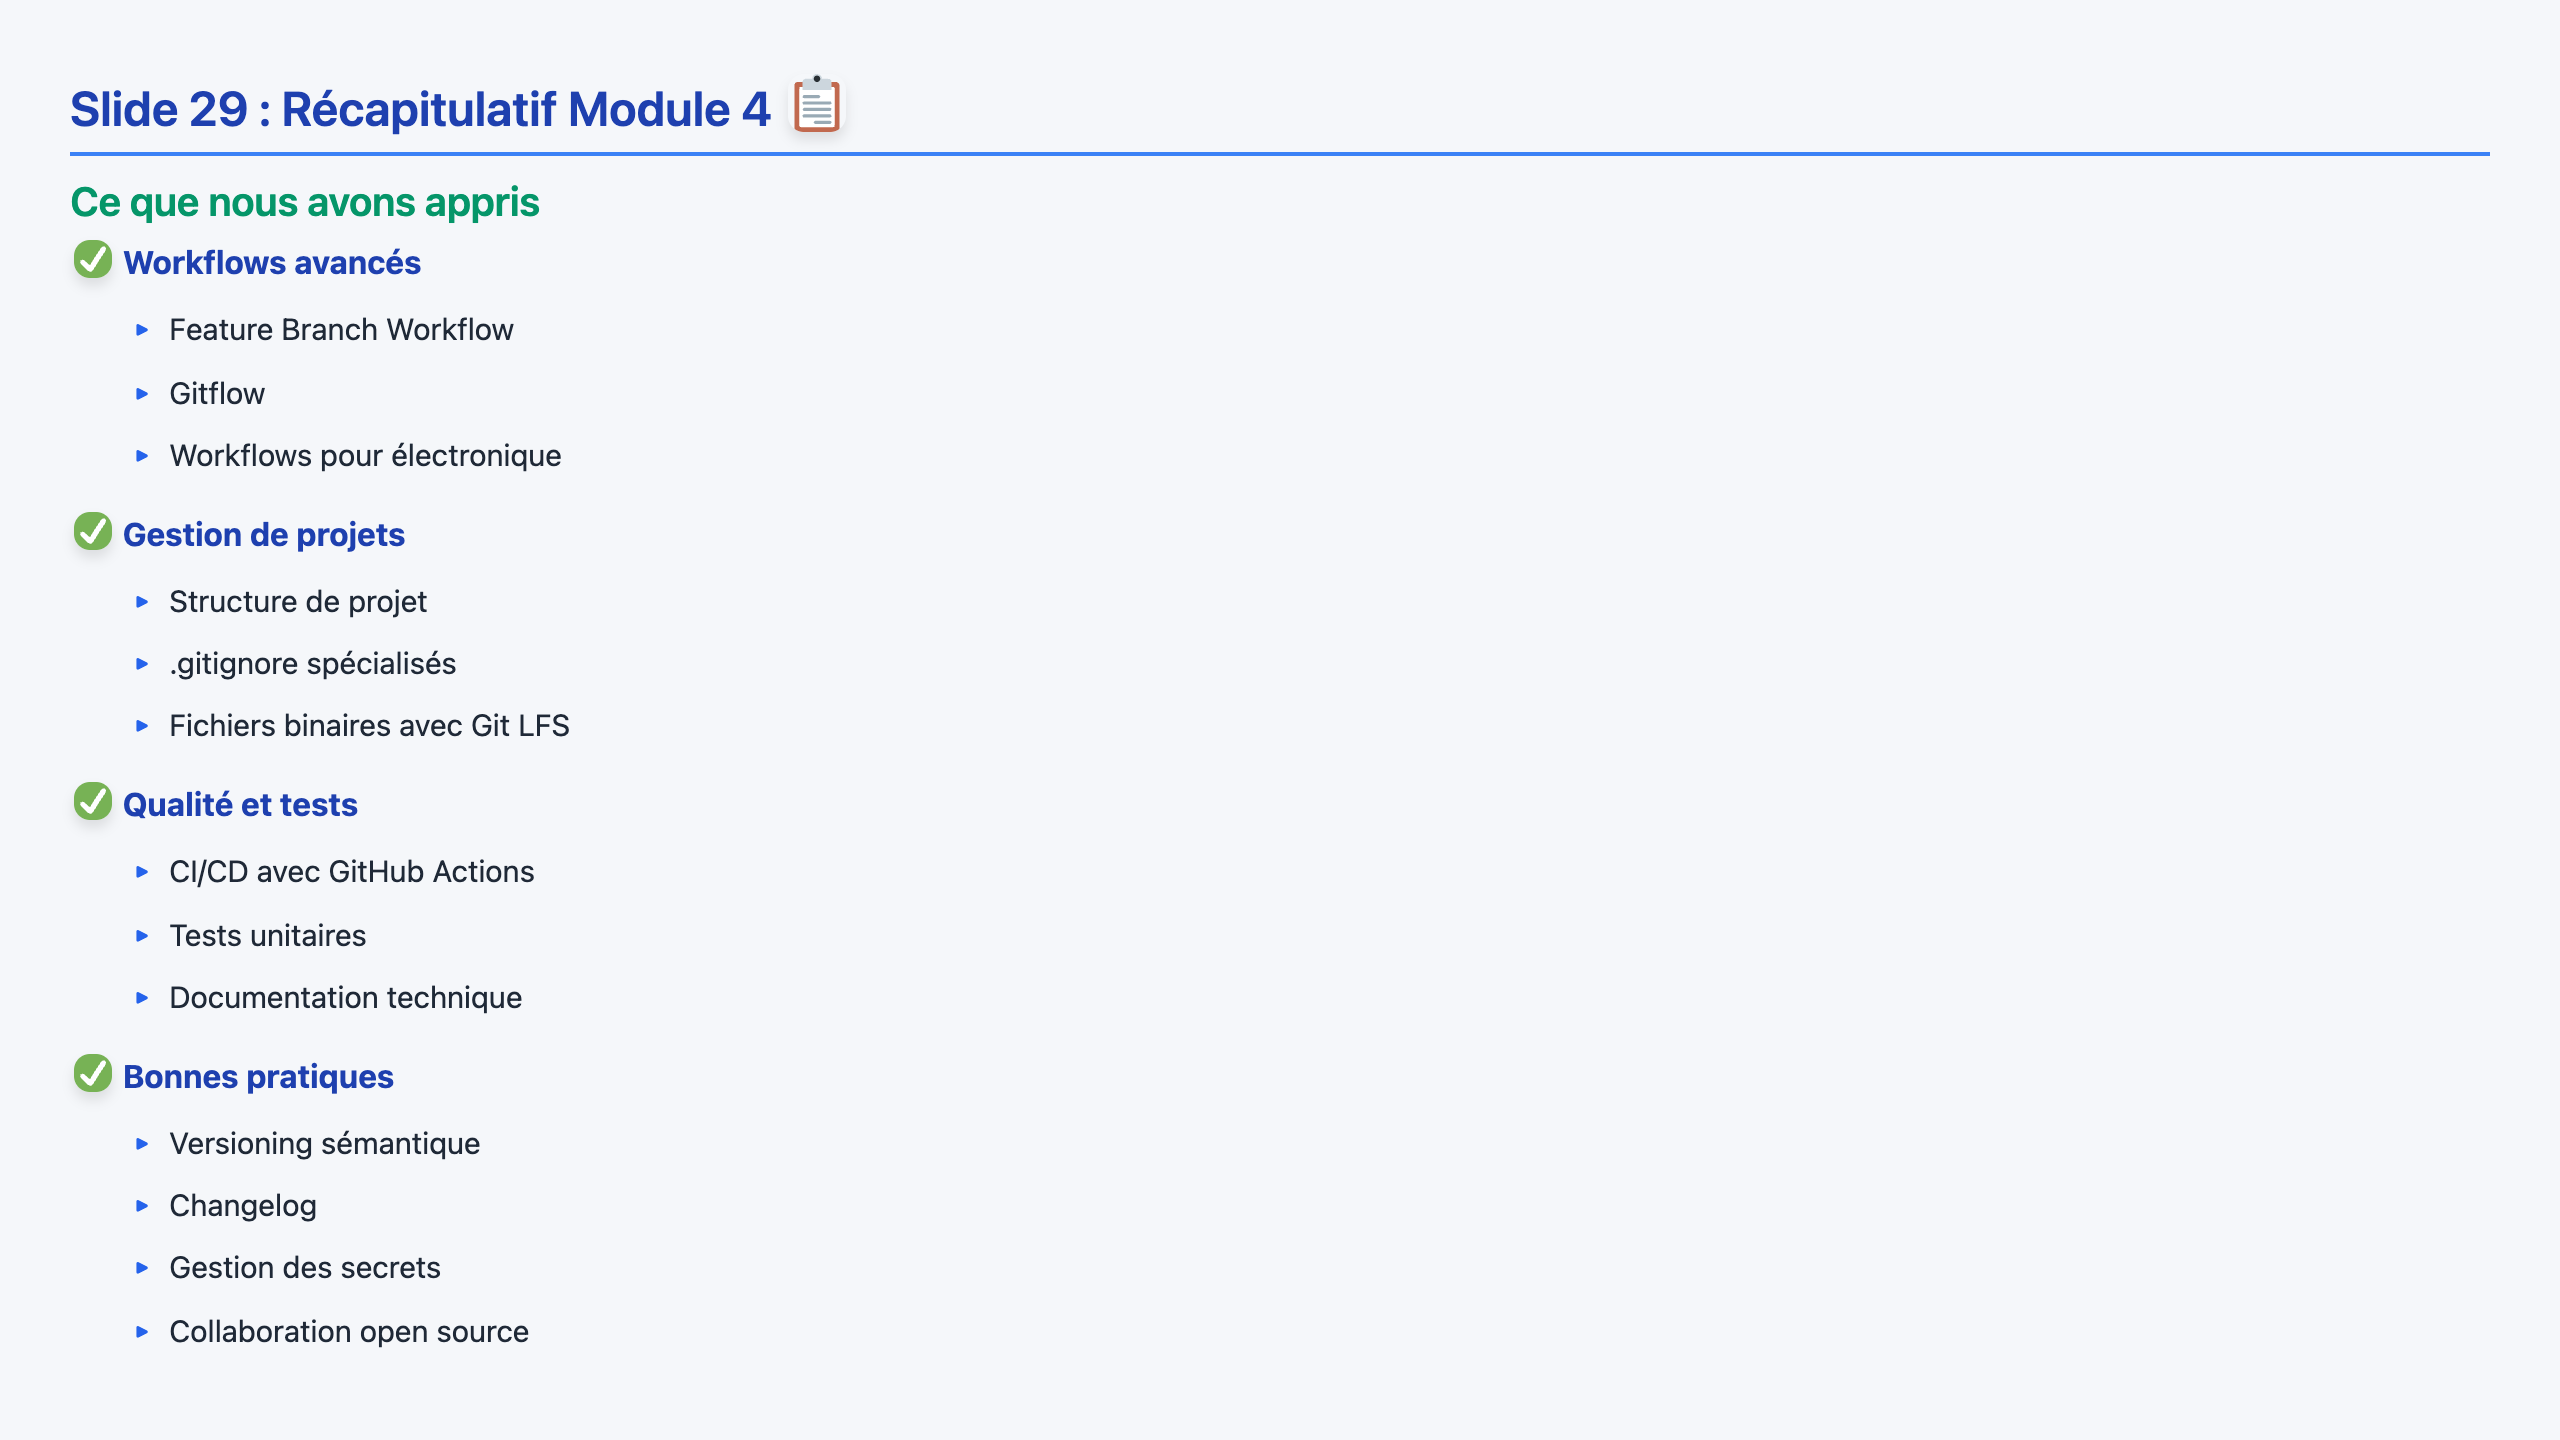 Slide 29 : Récapitulatif Module 4
Ce que nous avons appris
Workflows avancés
Feature Branch Workflow
Gitflow
Workflows pour électronique
Gestion de projets
Structure de projet
.gitignore spécialisés
Fichiers binaires avec Git LFS
Qualité et tests
CI/CD avec GitHub Actions
Tests unitaires
Documentation technique
Bonnes pratiques
Versioning sémantique
Changelog
Gestion des secrets
Collaboration open source